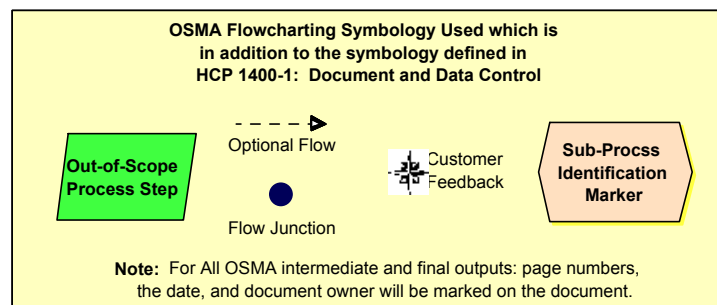 OSMA Flowcharting Symbology Used which is
in addition to the symbology defined in
HCP 1400-1: Document and Data Control
Out-of-Scope
Process Step
Optional Flow
Flow Junction
Customer
Feedback
Sub-Procss
Identification
Marker
Note: For All OSMA intermediate and final outputs: page numbers,
the date, and document owner will be marked on the document.